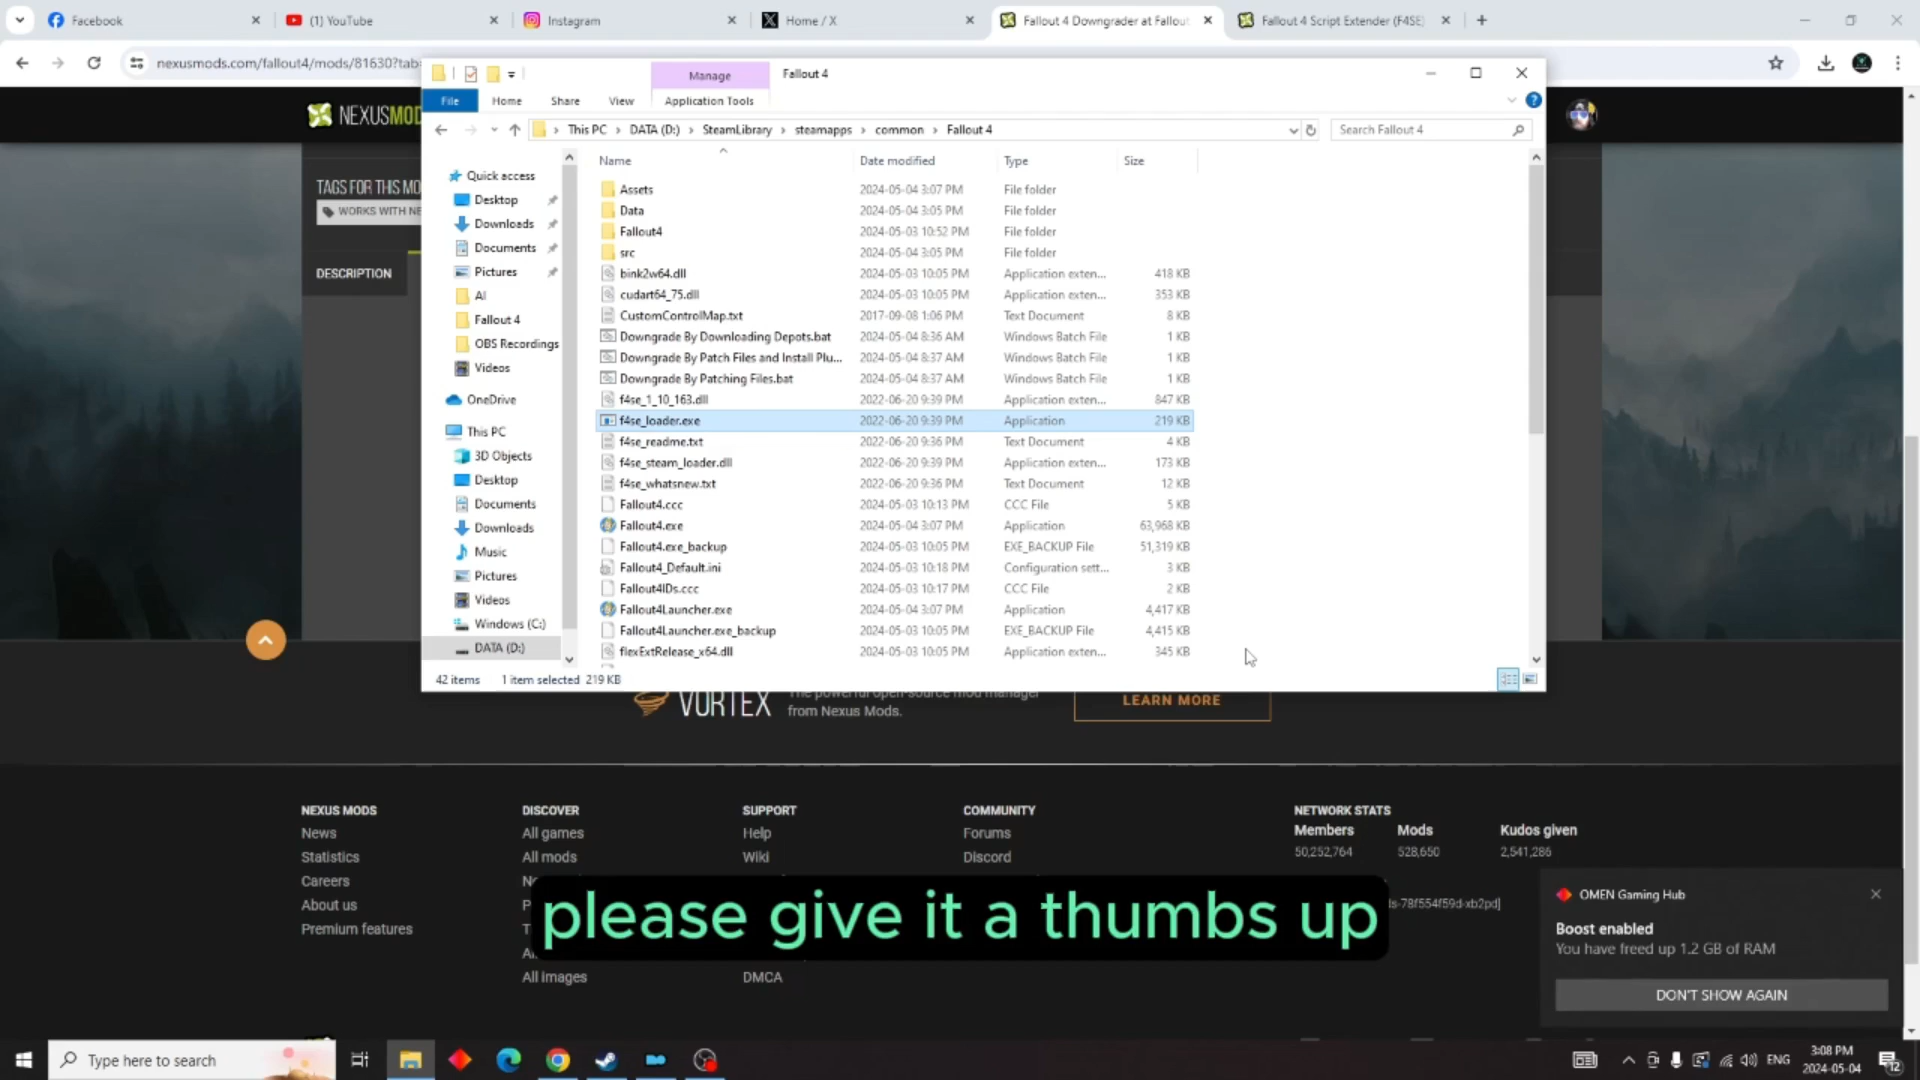 Facebook
(1) YouTube
Instagram
Home / X
Fallout 4 Downgrader at Fallout
Fallout 4 Script Extender (F4SE)
nexusmods.com/fallout4/mods/81630?tab=
Manage
Fallout 4
File
Home
Share
View
Application Tools
NEXUSMOD
This PC
DATA (D:)
SteamLibrary
steamapps
common
Fallout 4
Search Fallout 4
Name
Date modified
Type
Size
TAGS FOR THIS MO
WORKS WITH NE
DESCRIPTION
Quick access
Desktop
Downloads
Documents
Pictures
AI
Fallout 4
OBS Recordings
Videos
OneDrive
This PC
3D Objects
Desktop
Documents
Downloads
Music
Pictures
Videos
Windows (C:)
DATA (D:)
Assets 2024-05-04 3:07 PM File folder
Data 2024-05-04 3:05 PM File folder
Fallout4 2024-05-03 10:52 PM File folder
src 2024-05-04 3:05 PM File folder
bink2w64.dll 2024-05-03 10:05 PM Application exten... 418 KB
cudart64_75.dll 2024-05-03 10:05 PM Application exten... 353 KB
CustomControlMap.txt 2017-09-08 1:06 PM Text Document 8 KB
Downgrade By Downloading Depots.bat 2024-05-04 8:36 AM Windows Batch File 1 KB
Downgrade By Patch Files and Install Plu... 2024-05-04 8:37 AM Windows Batch File 1 KB
Downgrade By Patching Files.bat 2024-05-04 8:37 AM Windows Batch File 1 KB
f4se_1_10_163.dll 2022-06-20 9:39 PM Application exten... 847 KB
f4se_loader.exe 2022-06-20 9:39 PM Application 219 KB
f4se_readme.txt 2022-06-20 9:36 PM Text Document 4 KB
f4se_steam_loader.dll 2022-06-20 9:39 PM Application exten... 173 KB
f4se_whatsnew.txt 2022-06-20 9:36 PM Text Document 12 KB
Fallout4.ccc 2024-05-03 10:13 PM CCC File 5 KB
Fallout4.exe 2024-05-04 3:07 PM Application 63,968 KB
Fallout4.exe_backup 2024-05-03 10:05 PM EXE_BACKUP File 51,319 KB
Fallout4_Default.ini 2024-05-03 10:18 PM Configuration sett... 3 KB
Fallout4IDs.ccc 2024-05-03 10:17 PM CCC File 2 KB
Fallout4Launcher.exe 2024-05-04 3:07 PM Application 4,417 KB
Fallout4Launcher.exe_backup 2024-05-03 10:05 PM EXE_BACKUP File 4,415 KB
flexExtRelease_x64.dll 2024-05-03 10:05 PM Application exten... 345 KB
42 items 1 item selected 219 KB
VORTEX
The powerful open-source mod manager
from Nexus Mods.
LEARN MORE
NEXUS MODS
News
Statistics
Careers
About us
Premium features
DISCOVER
All games
All mods
All images
SUPPORT
Help
Wiki
DMCA
COMMUNITY
Forums
Discord
NETWORK STATS
Members Mods Kudos given
50,252,764 528,650 2,541,286
ds-78f554f59d-xb2pd]
please give it a thumbs up
OMEN Gaming Hub
Boost enabled
You have freed up 1.2 GB of RAM
DON'T SHOW AGAIN
Type here to search
ENG
3:08 PM
2024-05-04
12